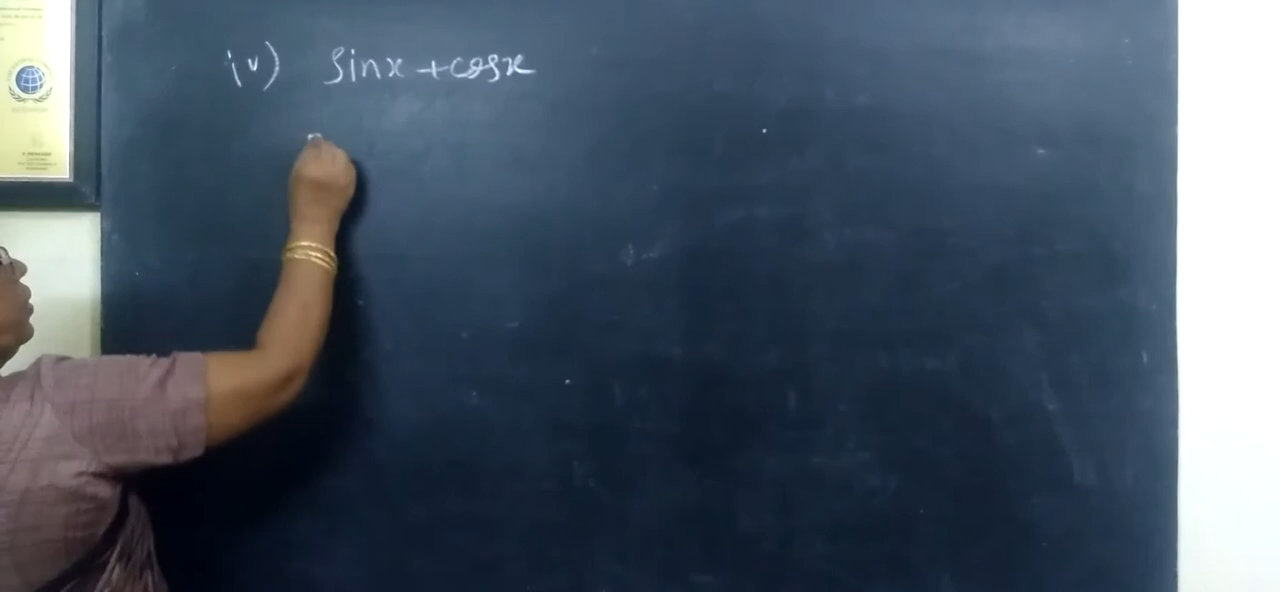 iv) sinx + cosx